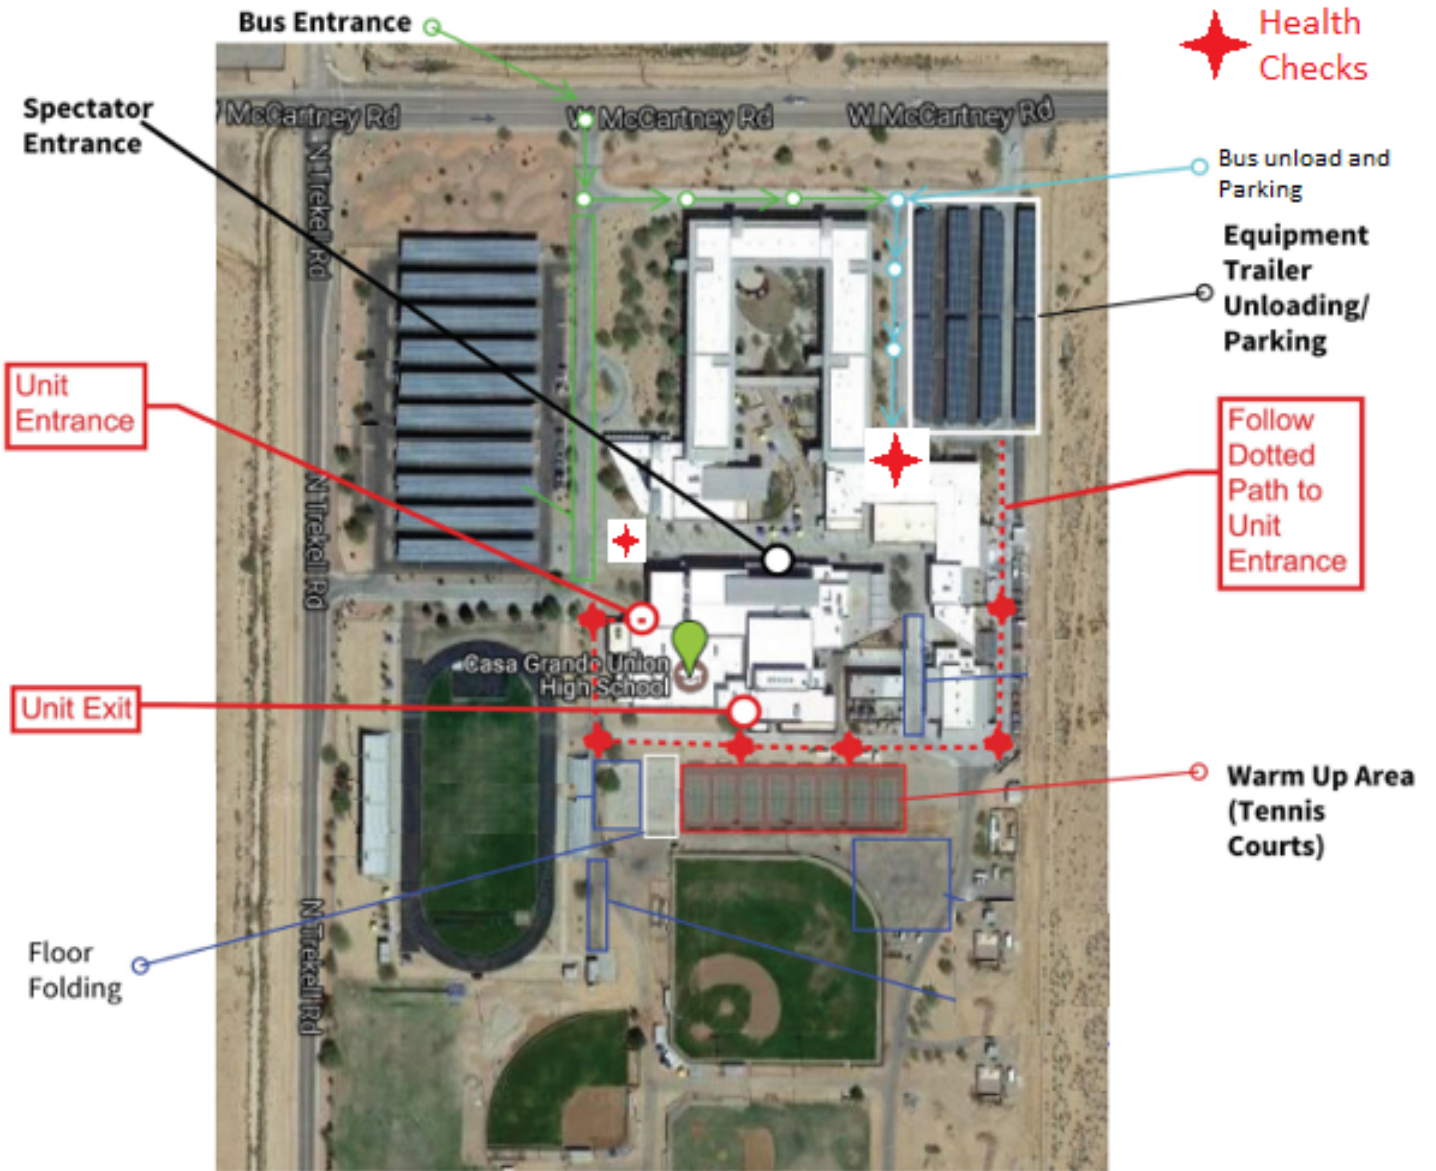 Bus Entrance
Health
Checks
Spectator
Entrance
W McCartney Rd
W McCartney Rd
W McCartney Rd
N Trekell Rd
Bus unload and
Parking
Equipment
Trailer
Unloading/
Parking
Unit
Entrance
Follow
Dotted
Path to
Unit
Entrance
N Trekell Rd
Casa Grande Union
High School
Unit Exit
Warm Up Area
(Tennis
Courts)
Floor
Folding
N Trekell Rd